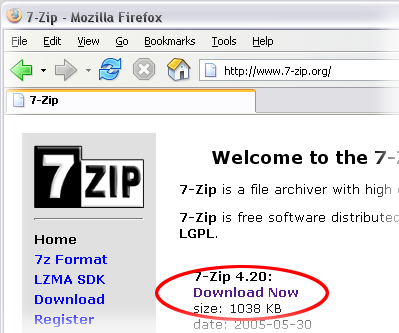 7-Zip - Mozilla Firefox
File Edit View Go Bookmarks Tools Help
http://www.7-zip.org/
7-Zip
7ZIP
Home
7z Format
LZMA SDK
Download
Register
Welcome to the 7-
7-Zip is a file archiver with high
7-Zip is free software distributed
LGPL.
7-Zip 4.20:
Download Now
size: 1038 KB
date: 2005-05-30